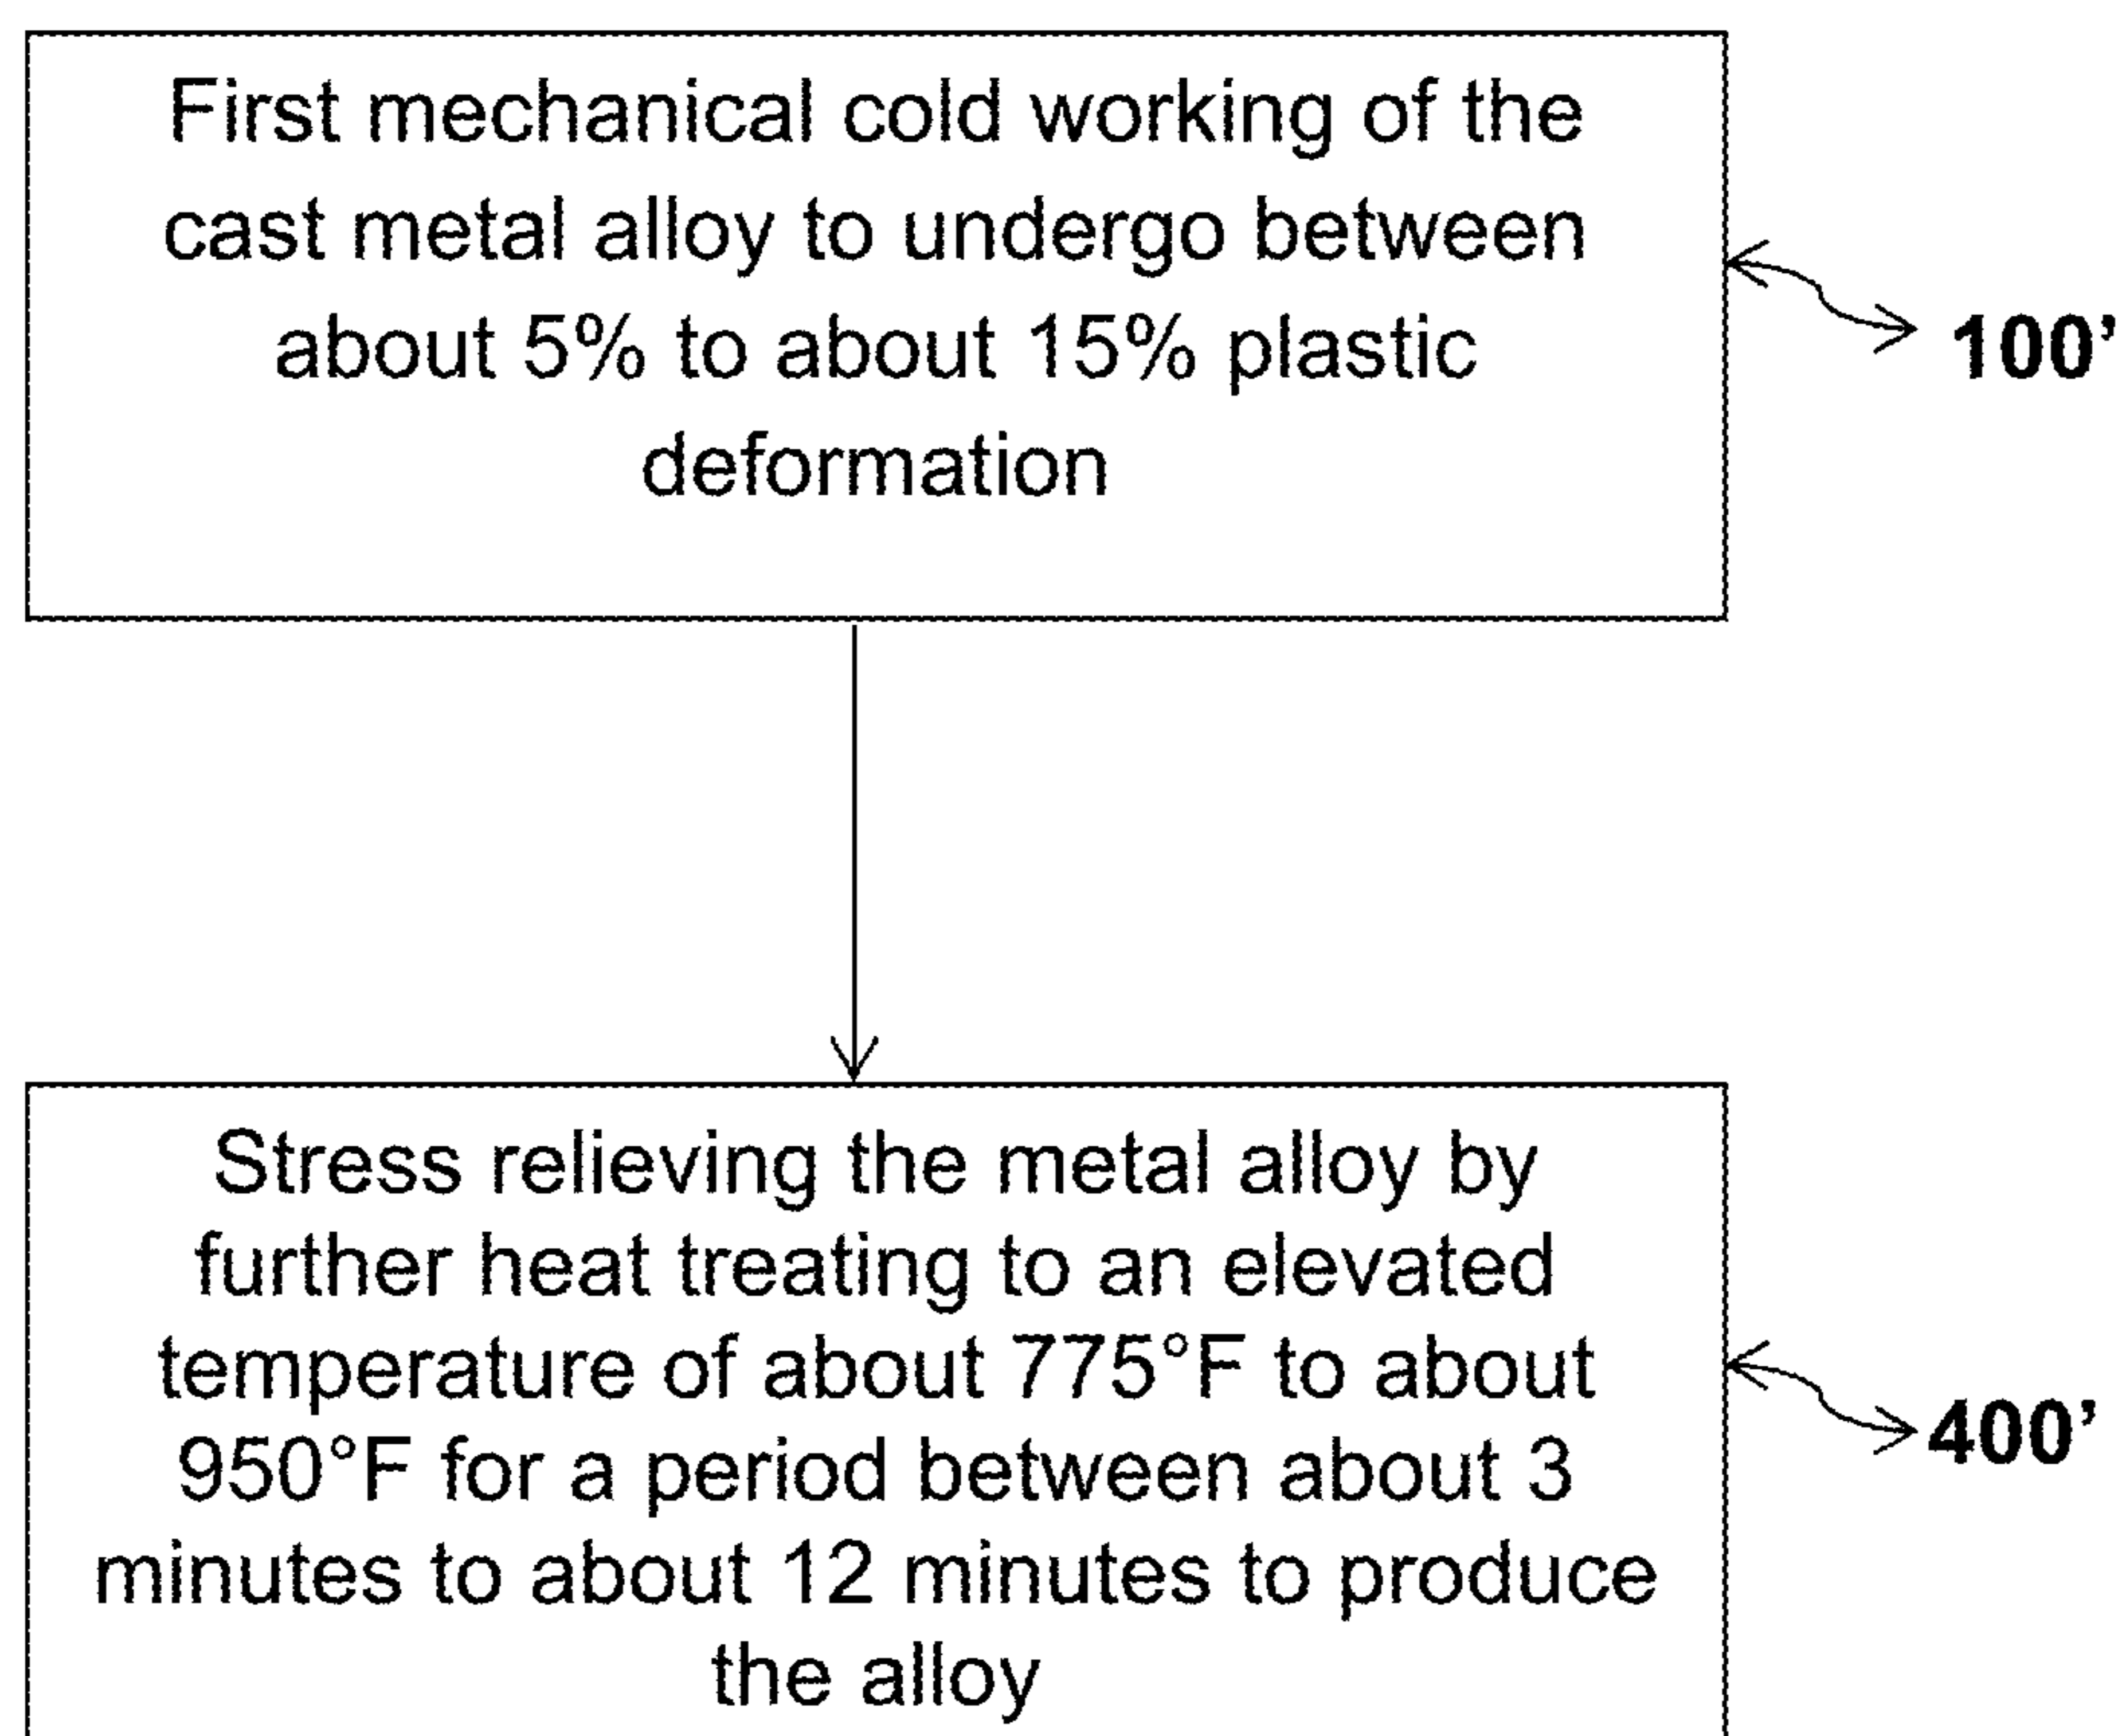 First mechanical cold working of the
cast metal alloy to undergo between
about 5% to about 15% plastic
deformation
100'
Stress relieving the metal alloy by
further heat treating to an elevated
temperature of about 775°F to about
950°F for a period between about 3
minutes to about 12 minutes to produce
the alloy
400'